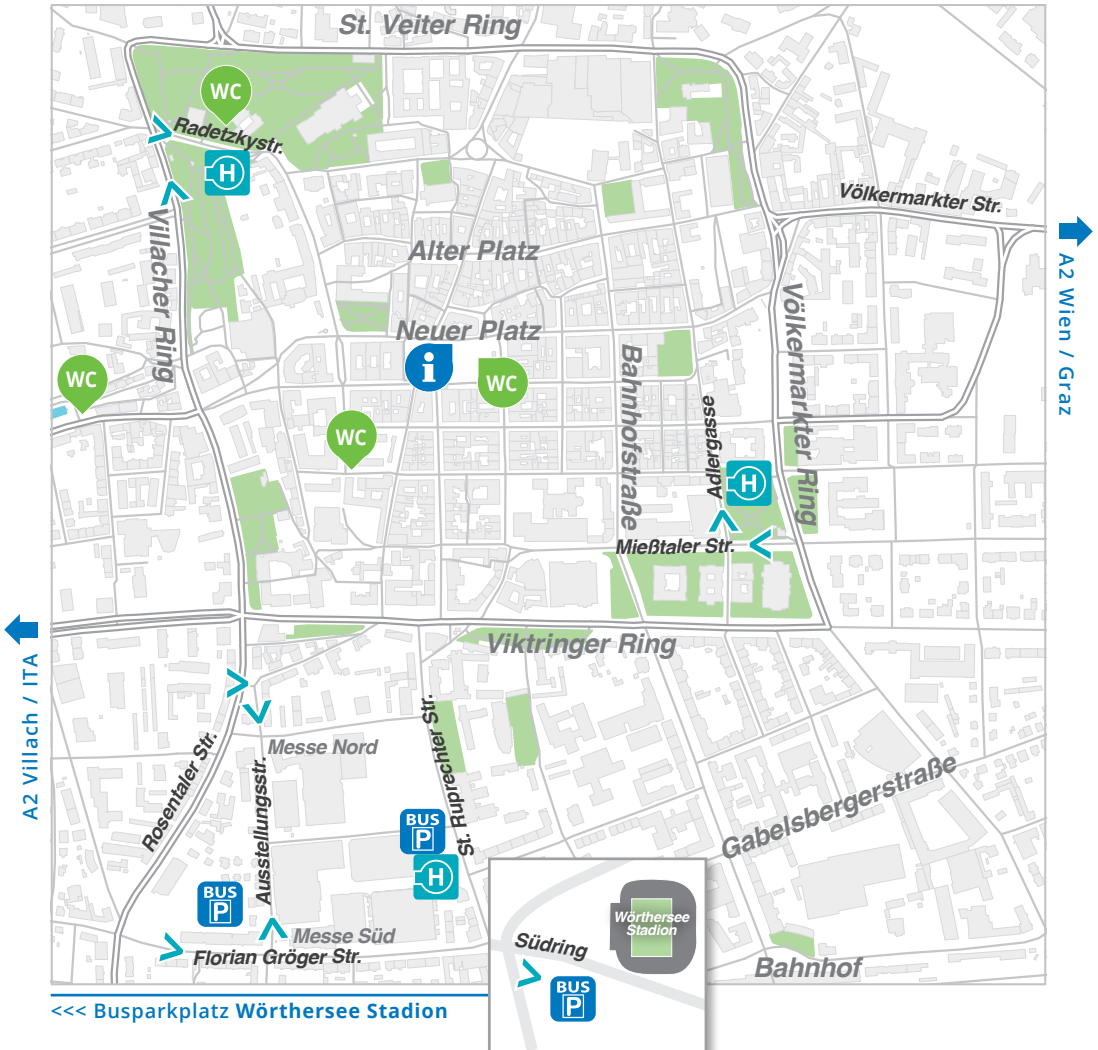 St. Veiter Ring
WC
Radetzkystr.
H
Völkermarkter Str.
Villacher Ring
Alter Platz
A2 Wien / Graz
Neuer Platz
Völkermarkter Ring
i
WC
WC
Bahnhofstraße
Adlergasse
WC
H
Mießtaler Str.
Viktringer Ring
A2 Villach / ITA
Messe Nord
St. Ruprechter Str.
Rosentaler Str.
Ausstellungsstr.
Gabelsbergerstraße
BUS
P
H
BUS
P
Messe Süd
Florian Gröger Str.
Wörthersee
Stadion
Südring
BUS
P
Bahnhof
<<< Busparkplatz Wörthersee Stadion